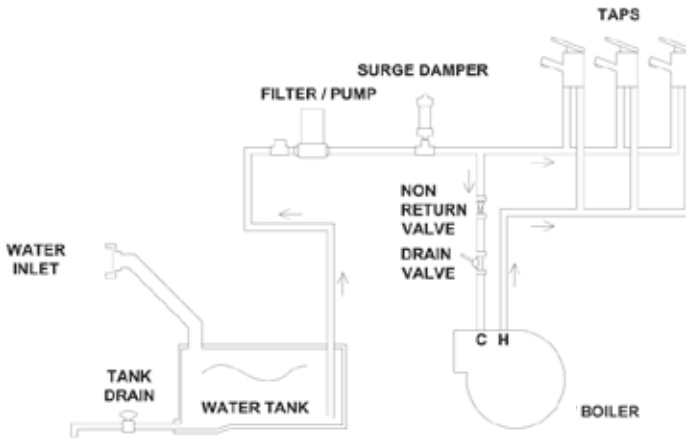 TAPS
SURGE DAMPER
FILTER / PUMP
NON
RETURN
VALVE
DRAIN
VALVE
WATER
INLET
C H
TANK
DRAIN
WATER TANK
BOILER